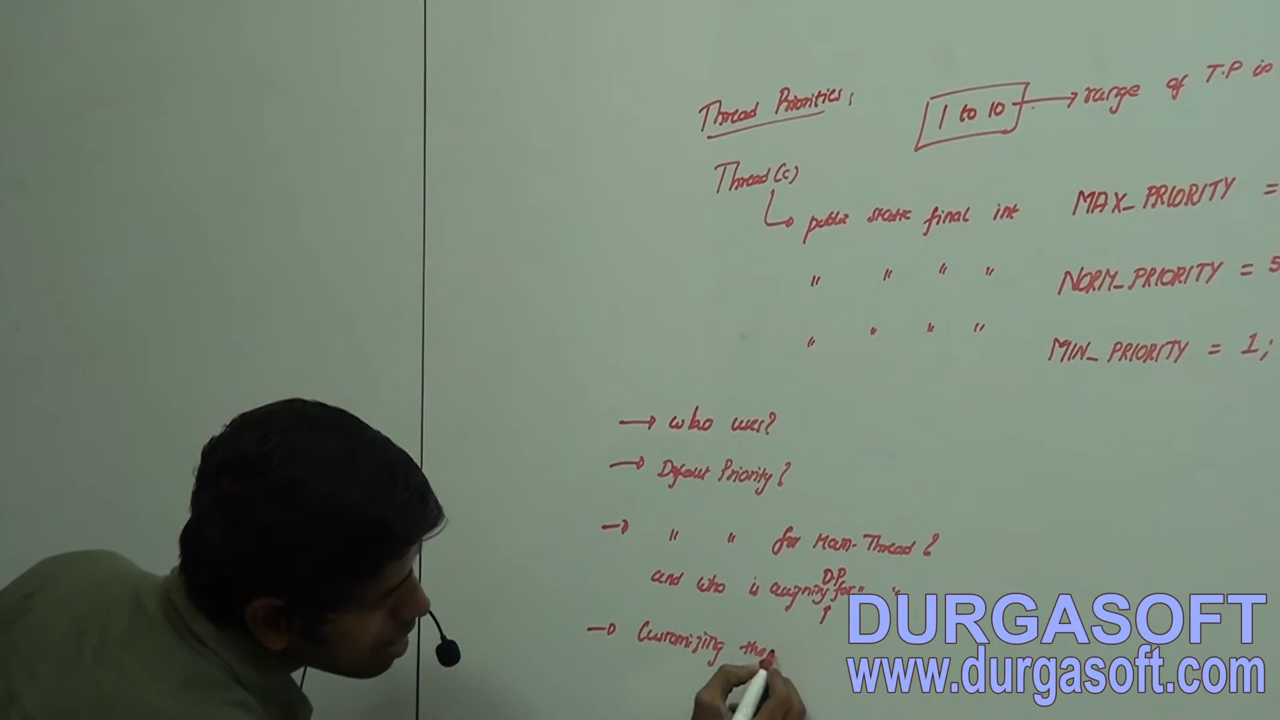 Thread Priorities:
1 to 10 → range of T.P is
Thread(c)
public static final int MAX_PRIORITY =
" " " " NORM_PRIORITY = 5
" " " " MIN_PRIORITY = 1;
→ who uses?
→ Default Priority?
→ " " for Main-Thread?
D.P
and who is assigning for " "
→ Customizing the
DURGASOFT
www.durgasoft.com